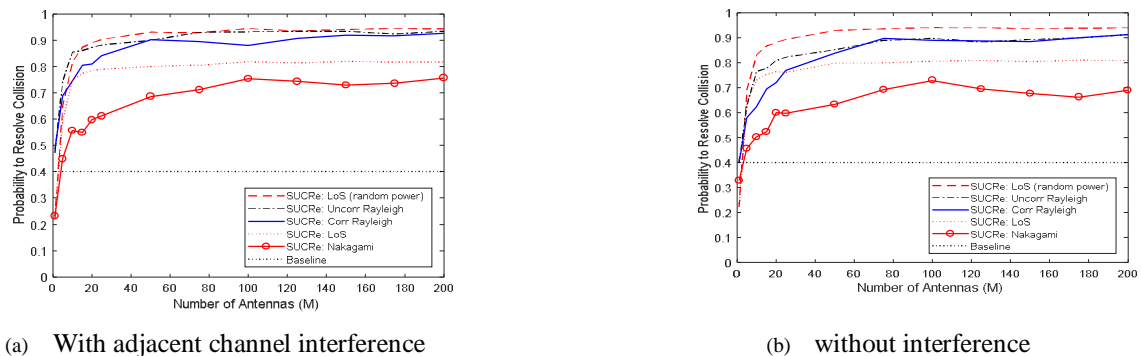 1
0.9
0.8
0.7
0.6
0.5
0.4
0.3
0.2
0.1
0
Probability to Resolve Collision
0 20 40 60 80 100 120 140 160 180 200
Number of Antennas (M)
SUCRe: LoS (random power)
SUCRe: Uncorr Rayleigh
SUCRe: Corr Rayleigh
SUCRe: LoS
SUCRe: Nakagami
Baseline
(a) With adjacent channel interference
1
0.9
0.8
0.7
0.6
0.5
0.4
0.3
0.2
0.1
0
Probability to Resolve Collision
0 20 40 60 80 100 120 140 160 180 200
Number of Antennas (M)
SUCRe: LoS (random power)
SUCRe: Uncorr Rayleigh
SUCRe: Corr Rayleigh
SUCRe: LoS
SUCRe: Nakagami
Baseline
(b) without interference